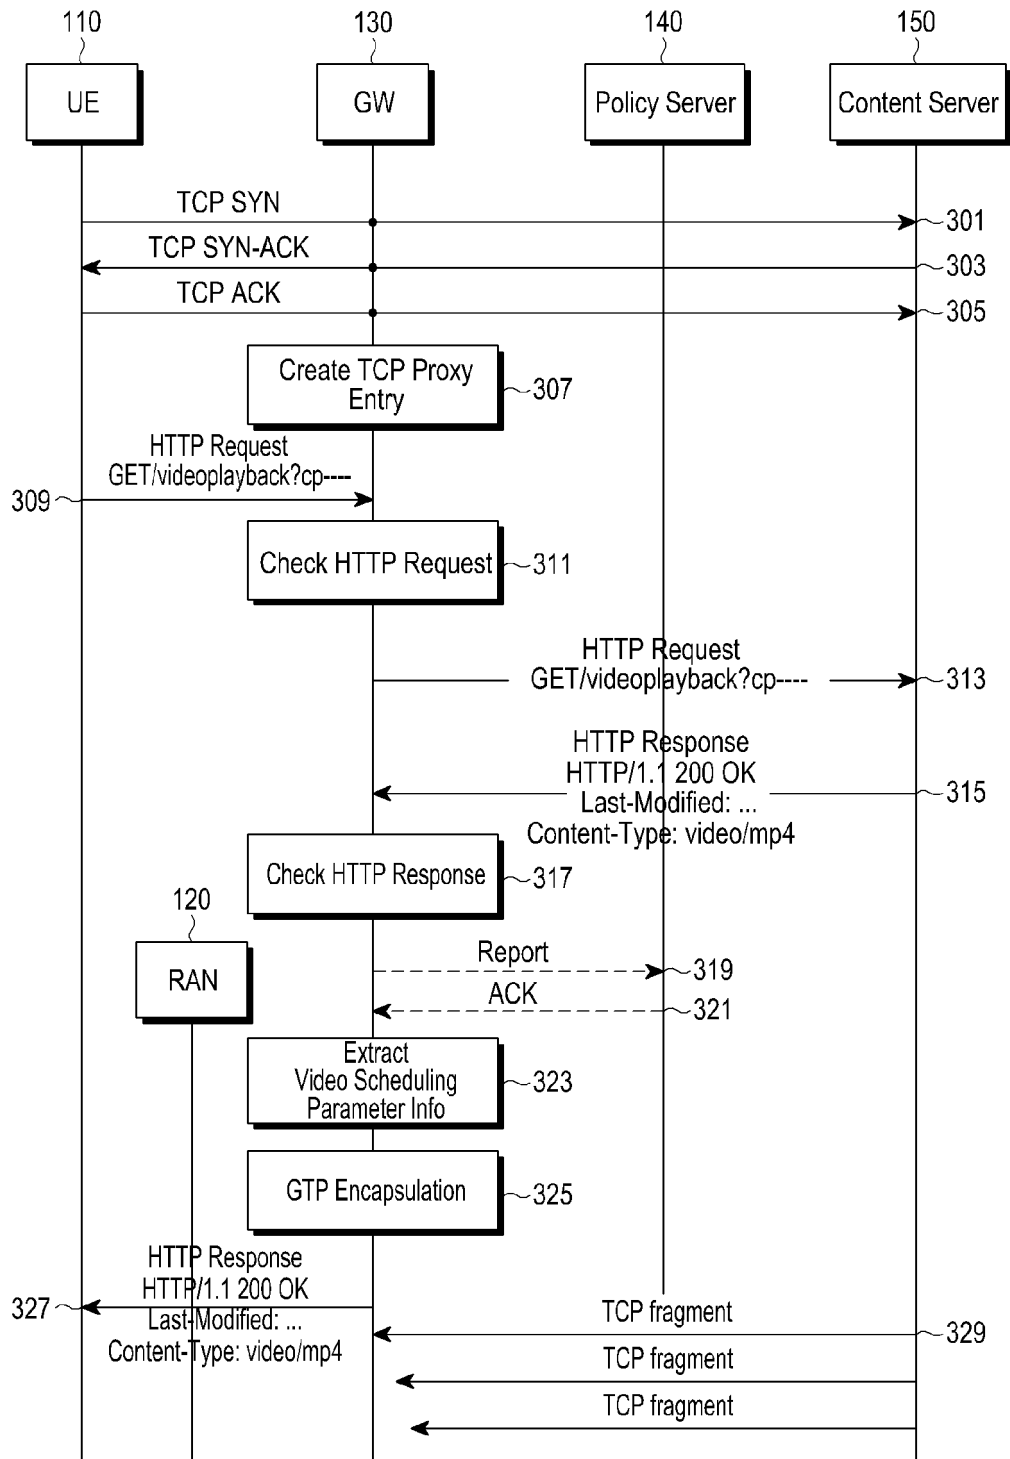 110
130
140
150
UE
GW
Policy Server
Content Server
TCP SYN
301
TCP SYN-ACK
303
TCP ACK
305
Create TCP Proxy
Entry
307
HTTP Request
GET/videoplayback?cp----
309
Check HTTP Request
311
HTTP Request
GET/videoplayback?cp----
313
HTTP Response
HTTP/1.1 200 OK
Last-Modified: ...
Content-Type: video/mp4
315
Check HTTP Response
317
120
RAN
Report
319
ACK
321
Extract
Video Scheduling
Parameter Info
323
GTP Encapsulation
325
HTTP Response
HTTP/1.1 200 OK
Last-Modified: ...
Content-Type: video/mp4
327
TCP fragment
329
TCP fragment
TCP fragment